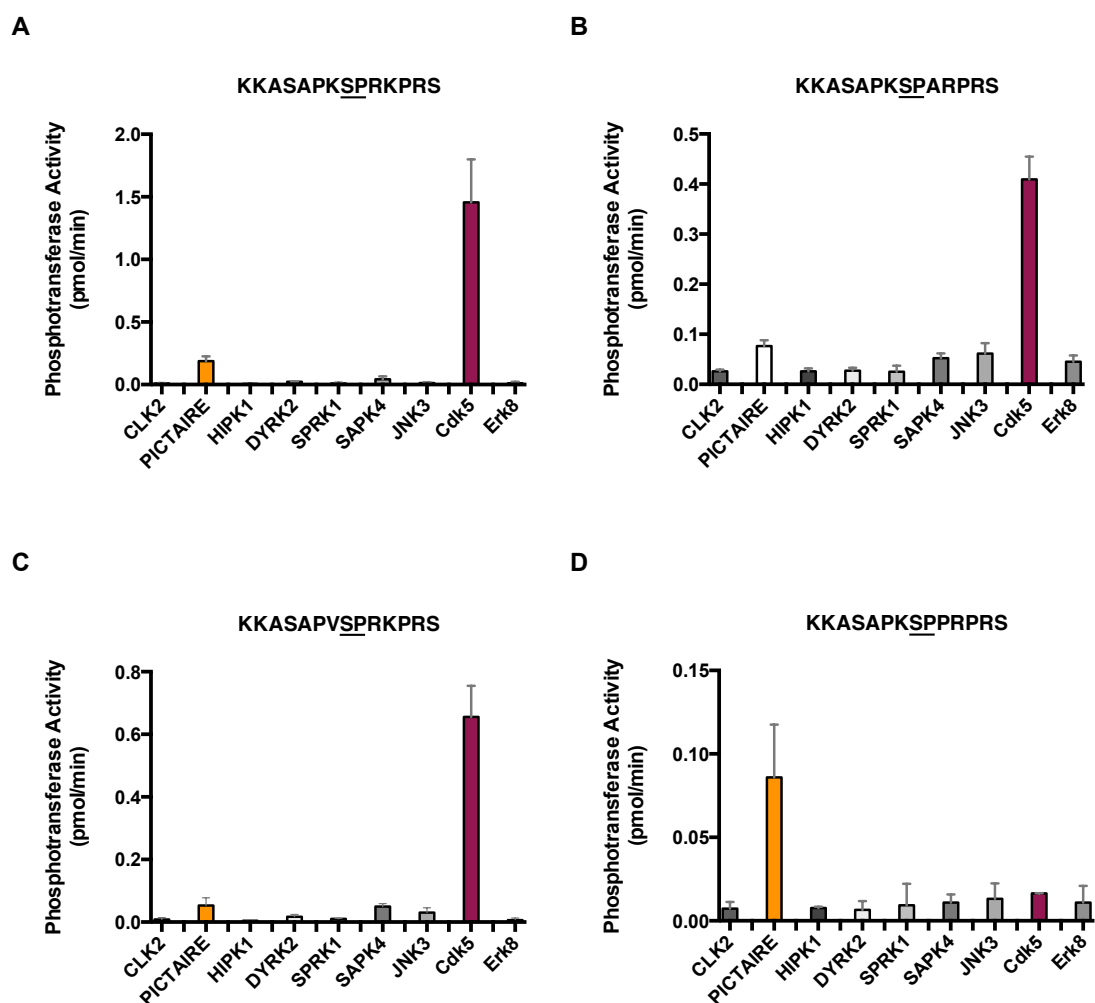 A
KKASAPKSPRKPRS
Phosphotransferase Activity
(pmol/min)
2.0
1.5
1.0
0.5
0.0
CLK2
PICTAIRE
HIPK1
DYRK2
SPRK1
SAPK4
JNK3
Cdk5
Erk8
B
KKASAPKSPARPRS
Phosphotransferase Activity
(pmol/min)
0.5
0.4
0.3
0.2
0.1
0.0
CLK2
PICTAIRE
HIPK1
DYRK2
SPRK1
SAPK4
JNK3
Cdk5
Erk8
C
KKASAPVSPRKPRS
Phosphotransferase Activity
(pmol/min)
0.8
0.6
0.4
0.2
0.0
CLK2
PICTAIRE
HIPK1
DYRK2
SPRK1
SAPK4
JNK3
Cdk5
Erk8
D
KKASAPKSPPRPRS
Phosphotransferase Activity
(pmol/min)
0.15
0.10
0.05
0.00
CLK2
PICTAIRE
HIPK1
DYRK2
SPRK1
SAPK4
JNK3
Cdk5
Erk8